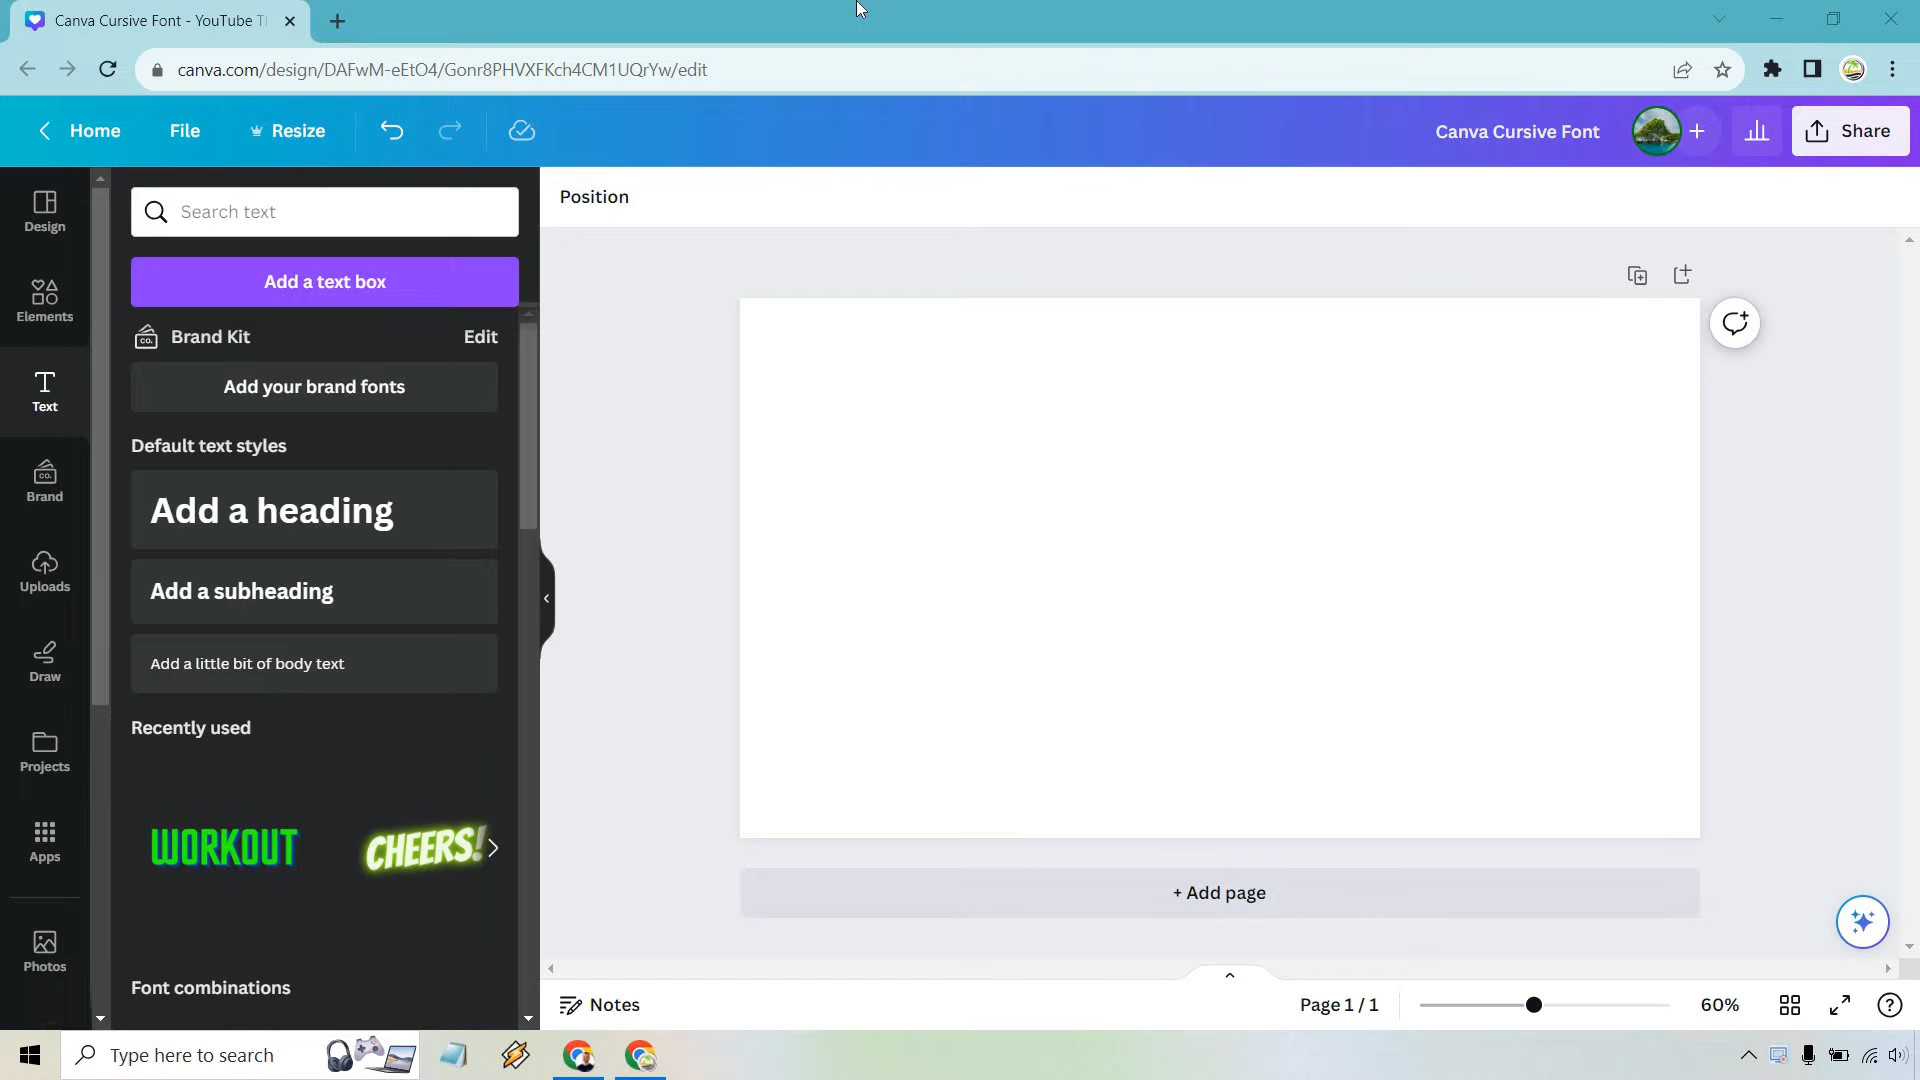 Canva Cursive Font - YouTube T
canva.com/design/DAFwM-eEtO4/Gonr8PHVXFKch4CM1UQrYw/edit
Home
File
Resize
Canva Cursive Font
Share
Design
Elements
Text
Brand
Uploads
Draw
Projects
Apps
Photos
Search text
Add a text box
CO.
Brand Kit
Edit
Add your brand fonts
Default text styles
Add a heading
Add a subheading
Add a little bit of body text
Recently used
WORKOUT
CHEERS!
Font combinations
Position
+ Add page
Notes
Page 1 / 1
60%
Type here to search